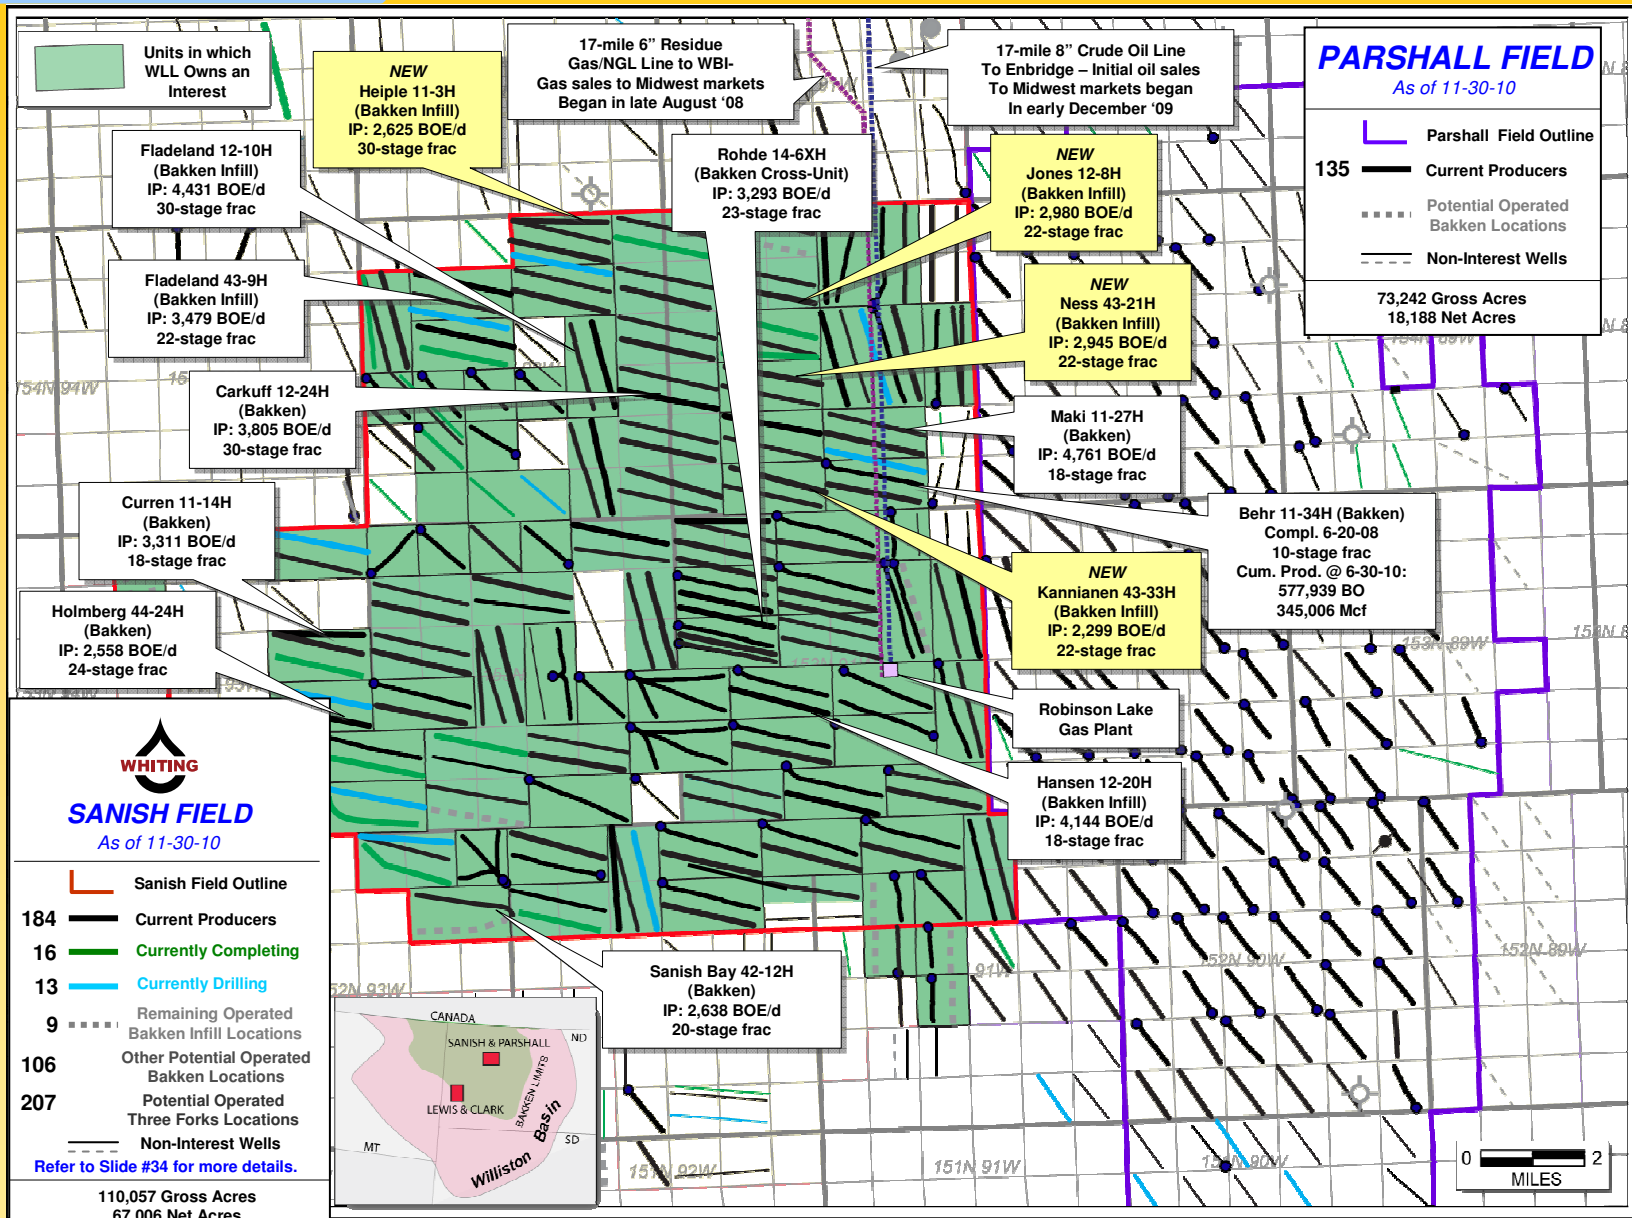 Units in which
WLL Owns an
Interest
NEW
Heiple 11-3H
(Bakken Infill)
IP: 2,625 BOE/d
30-stage frac
17-mile 6” Residue
Gas/NGL Line to WBI-
Gas sales to Midwest markets
Began in late August ‘08
17-mile 8” Crude Oil Line
To Enbridge – Initial oil sales
To Midwest markets began
In early December ‘09
PARSHALL FIELD
As of 11-30-10
Parshall Field Outline
135 Current Producers
Potential Operated
Bakken Locations
Non-Interest Wells
73,242 Gross Acres
18,188 Net Acres
Fladeland 12-10H
(Bakken Infill)
IP: 4,431 BOE/d
30-stage frac
Rohde 14-6XH
(Bakken Cross-Unit)
IP: 3,293 BOE/d
23-stage frac
NEW
Jones 12-8H
(Bakken Infill)
IP: 2,980 BOE/d
22-stage frac
Fladeland 43-9H
(Bakken Infill)
IP: 3,479 BOE/d
22-stage frac
NEW
Ness 43-21H
(Bakken Infill)
IP: 2,945 BOE/d
22-stage frac
154N 94W
Carkuff 12-24H
(Bakken)
IP: 3,805 BOE/d
30-stage frac
Maki 11-27H
(Bakken)
IP: 4,761 BOE/d
18-stage frac
Curren 11-14H
(Bakken)
IP: 3,311 BOE/d
18-stage frac
Behr 11-34H (Bakken)
Compl. 6-20-08
10-stage frac
Cum. Prod. @ 6-30-10:
577,939 BO
345,006 Mcf
NEW
Kannianen 43-33H
(Bakken Infill)
IP: 2,299 BOE/d
22-stage frac
Holmberg 44-24H
(Bakken)
IP: 2,558 BOE/d
24-stage frac
153N 89W
Robinson Lake
Gas Plant
WHITING
SANISH FIELD
As of 11-30-10
Sanish Field Outline
184 Current Producers
16 Currently Completing
13 Currently Drilling
9 Remaining Operated
Bakken Infill Locations
106 Other Potential Operated
Bakken Locations
207 Potential Operated
Three Forks Locations
Non-Interest Wells
Refer to Slide #34 for more details.
110,057 Gross Acres
67,006 Net Acres
Hansen 12-20H
(Bakken Infill)
IP: 4,144 BOE/d
18-stage frac
Sanish Bay 42-12H
(Bakken)
IP: 2,638 BOE/d
20-stage frac
91W
152N 90W
152N 89W
52N 93W
CANADA
SANISH & PARSHALL
ND
BAKKEN LIMITS
LEWIS & CLARK
MT
SD
Williston Basin
151N 92W
151N 91W
0 2
MILES